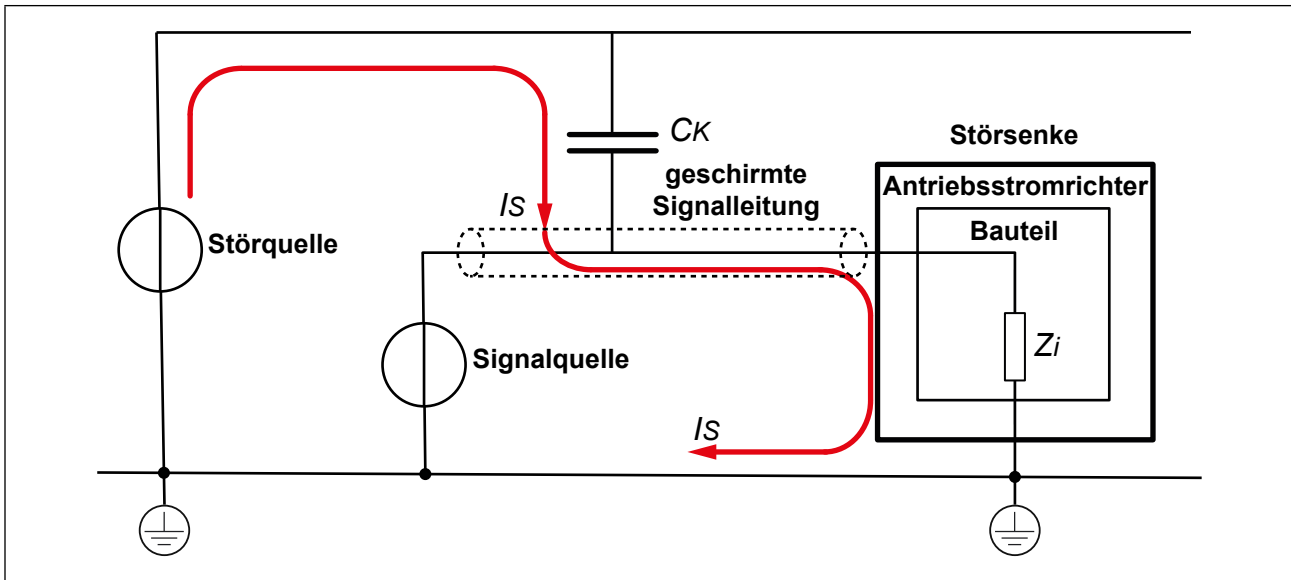 CK
Störsenke
geschirmte
Signalleitung
Antriebsstromrichter
Bauteil
IS
Störquelle
Zi
Signalquelle
IS